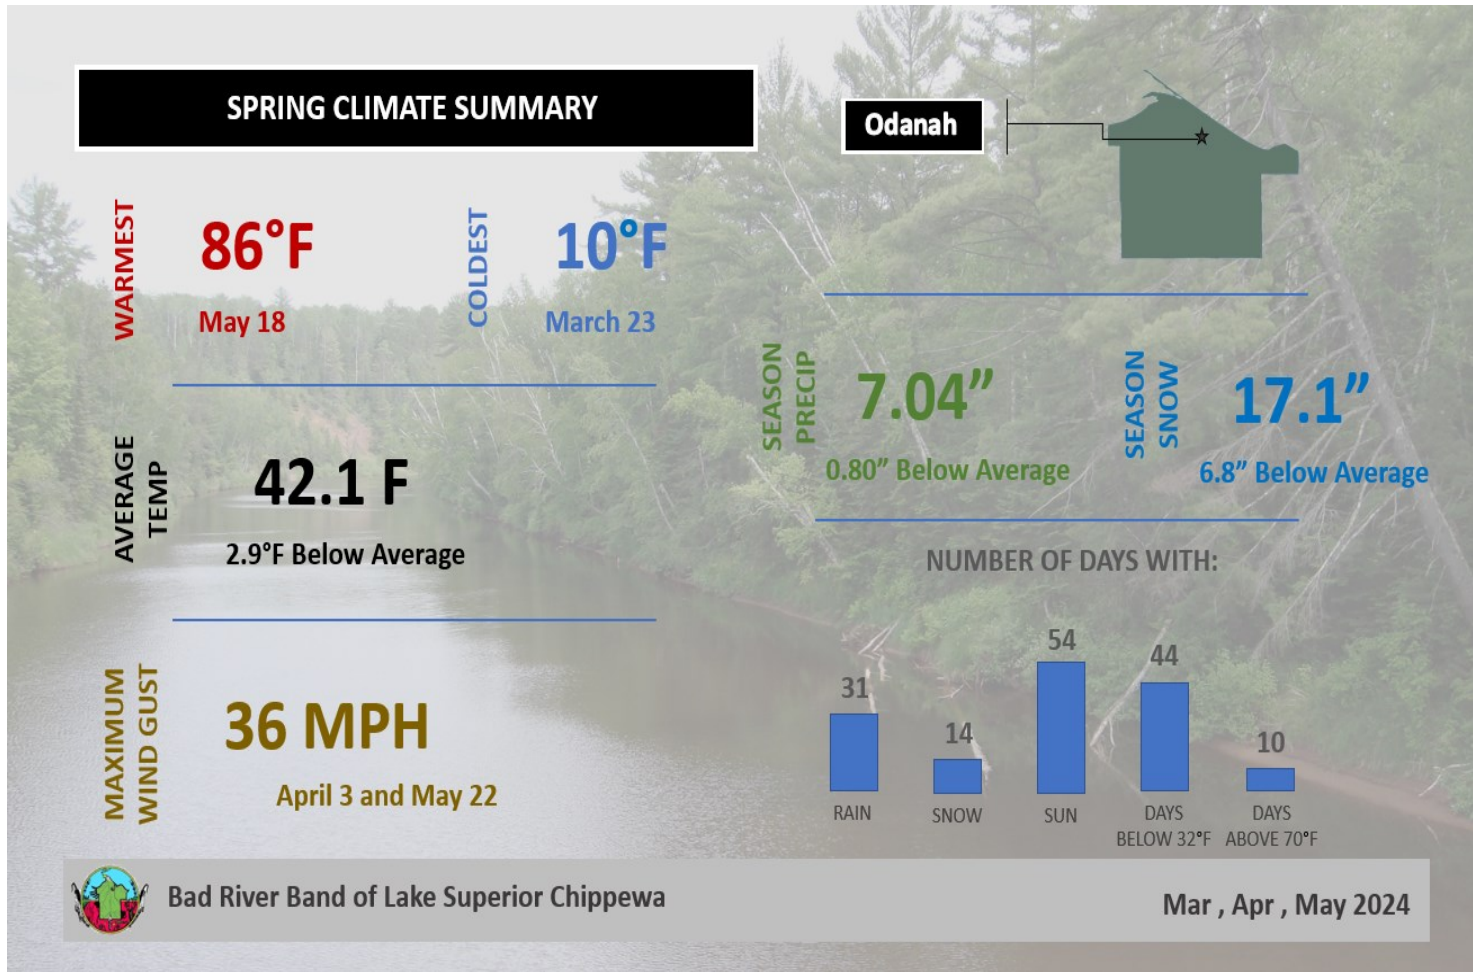 SPRING CLIMATE SUMMARY
Odanah
WARMEST
86°F
May 18
COLDEST
10°F
March 23
AVERAGE
TEMP
42.1 F
2.9°F Below Average
MAXIMUM
WIND GUST
36 MPH
April 3 and May 22
SEASON
PRECIP
7.04”
0.80” Below Average
SEASON
SNOW
17.1”
6.8” Below Average
NUMBER OF DAYS WITH:
31
14
54
44
10
RAIN
SNOW
SUN
DAYS
BELOW 32°F
DAYS
ABOVE 70°F
Bad River Band of Lake Superior Chippewa
Mar , Apr , May 2024